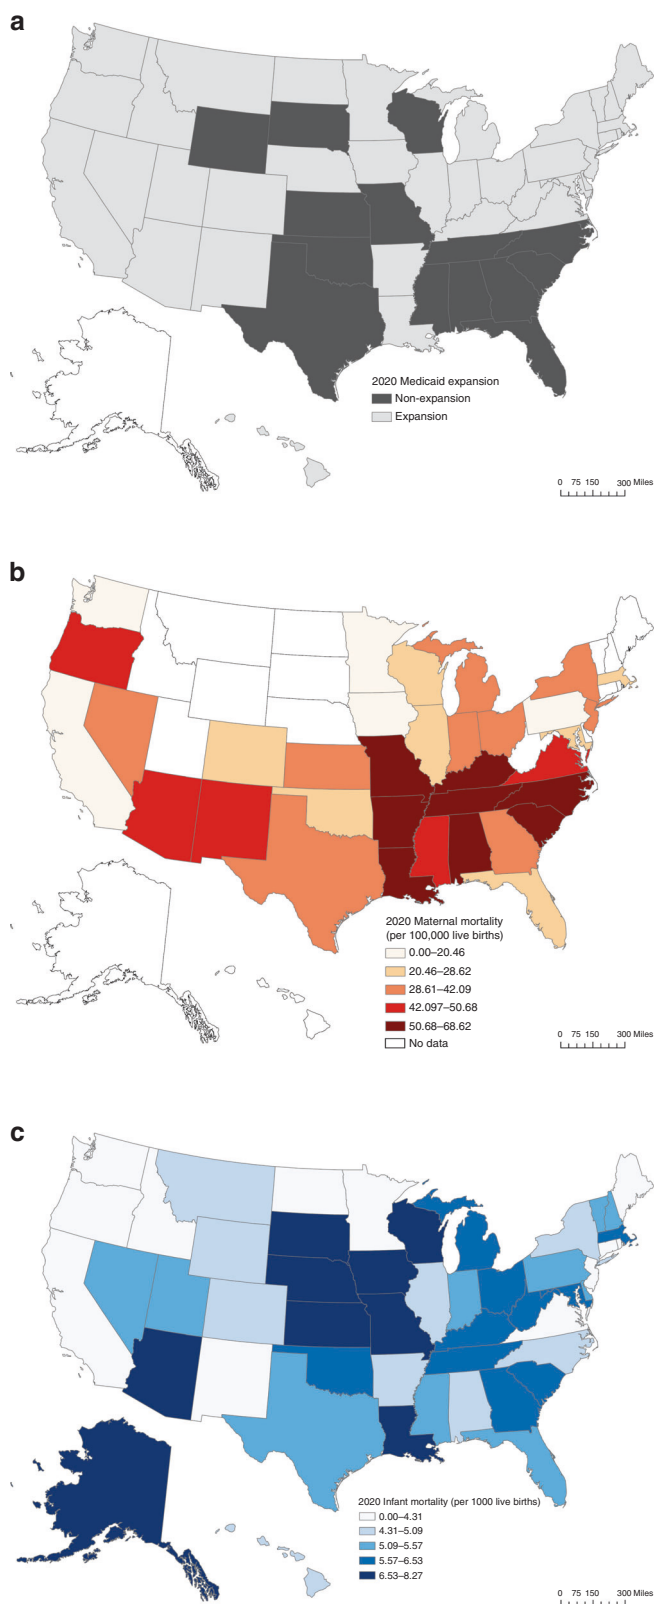 a
2020 Medicaid expansion
Non-expansion
Expansion
0 75 150 300 Miles
b
2020 Maternal mortality
(per 100,000 live births)
0.00–20.46
20.46–28.62
28.61–42.09
42.097–50.68
50.68–68.62
No data
0 75 150 300 Miles
c
2020 Infant mortality (per 1000 live births)
0.00–4.31
4.31–5.09
5.09–5.57
5.57–6.53
6.53–8.27
0 75 150 300 Miles